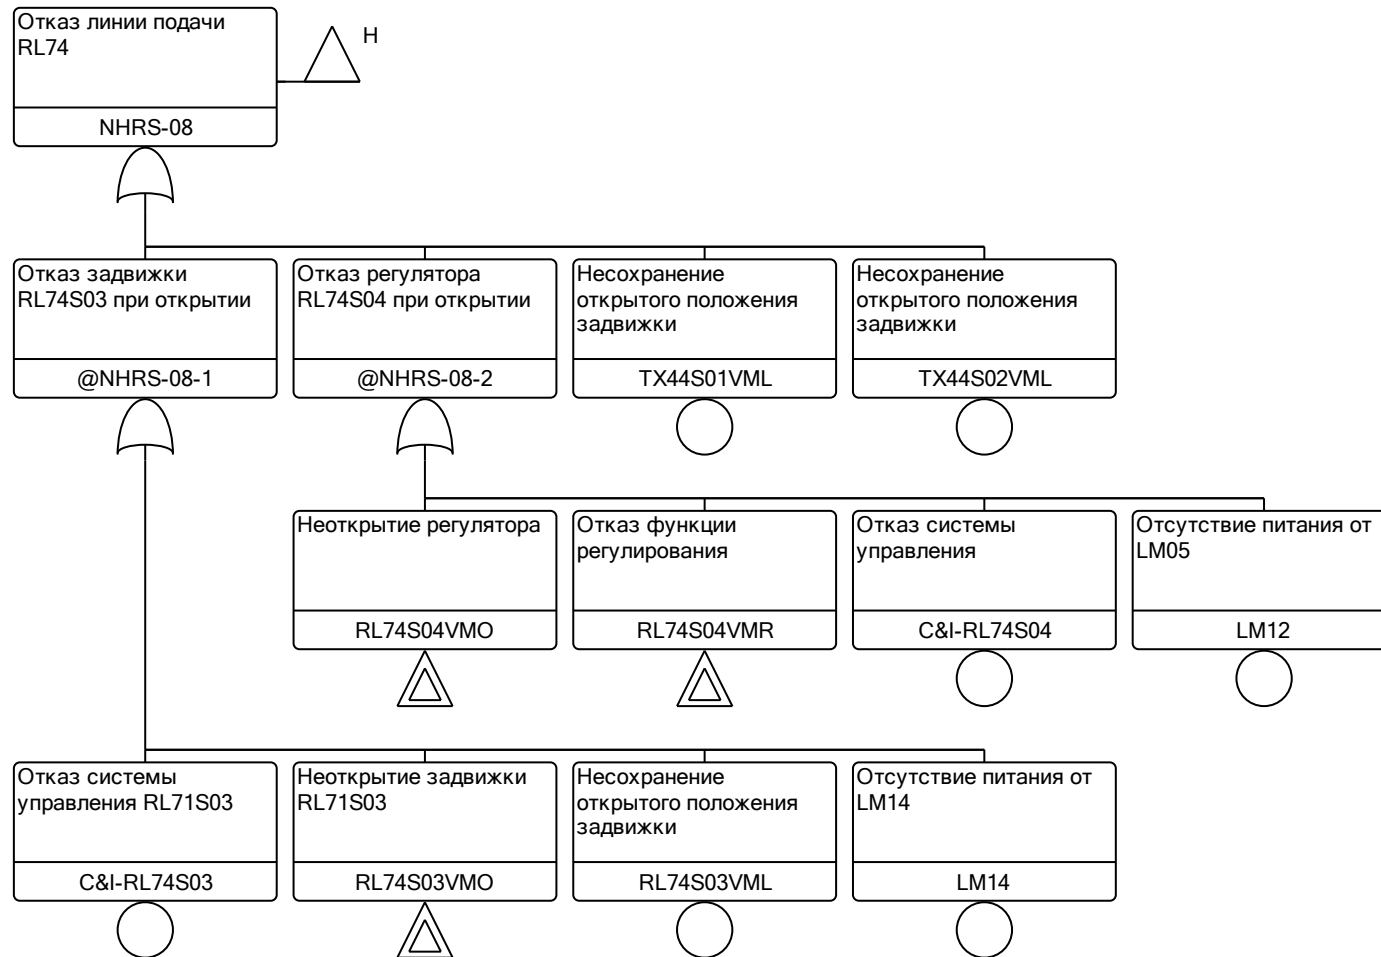 Отказ линии подачи
RL74
H
NHRS-08
Отказ задвижки
RL74S03 при открытии
@NHRS-08-1
Отказ регулятора
RL74S04 при открытии
@NHRS-08-2
Несохранение
открытого положения
задвижки
TX44S01VML
Несохранение
открытого положения
задвижки
TX44S02VML
Неоткрытие регулятора
RL74S04VMO
Отказ функции
регулирования
RL74S04VMR
Отказ системы
управления
C&I-RL74S04
Отсутствие питания от
LM05
LM12
Отказ системы
управления RL71S03
C&I-RL74S03
Неоткрытие задвижки
RL71S03
RL74S03VMO
Несохранение
открытого положения
задвижки
RL74S03VML
Отсутствие питания от
LM14
LM14